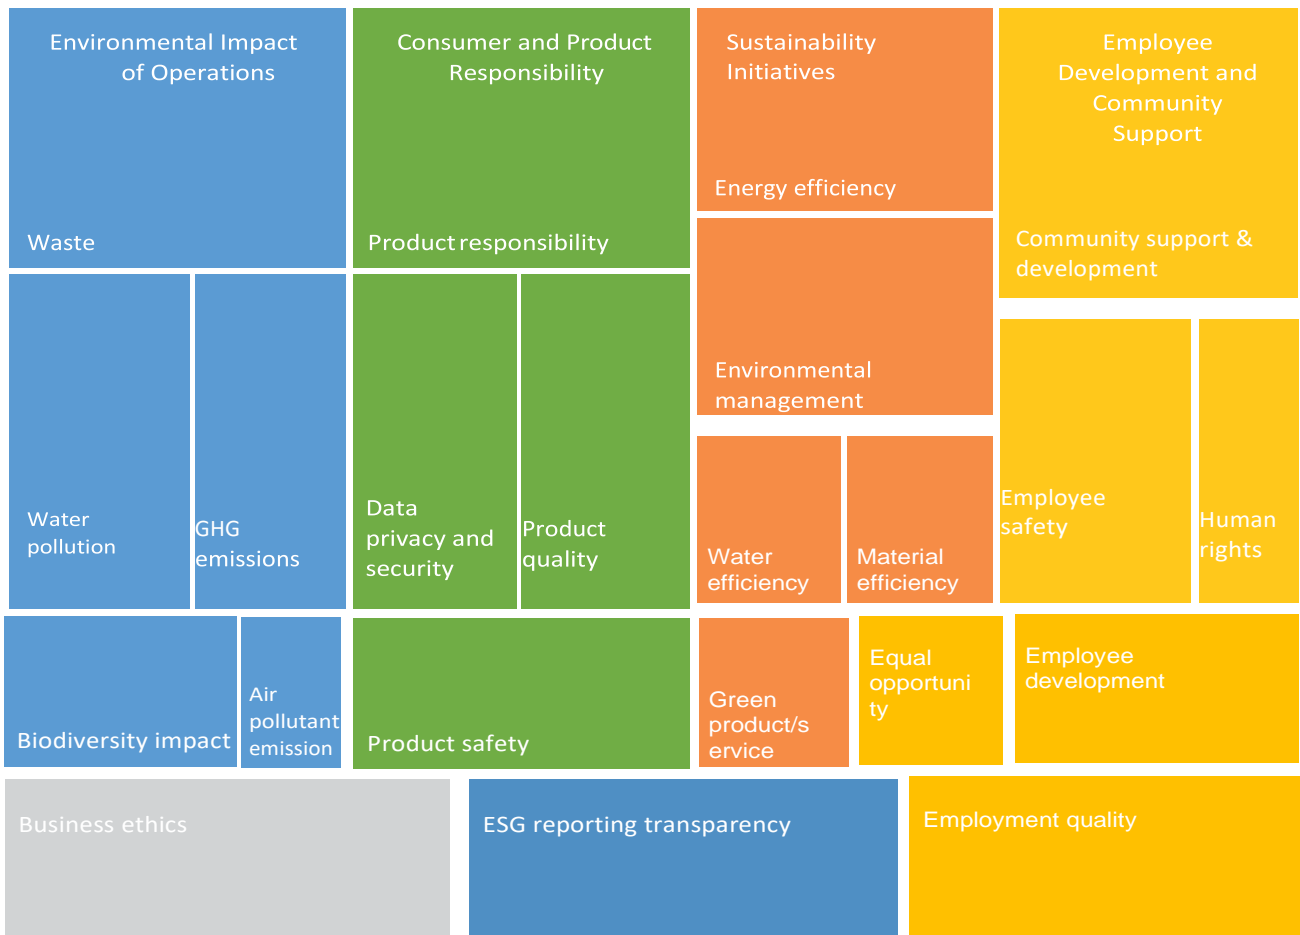 Environmental Impact
of Operations
Waste
Consumer and Product
Responsibility
Product responsibility
Sustainability
Initiatives
Energy efficiency
Employee
Development and
Community
Support
Community support &
development
Environmental
management
Water
pollution
GHG
emissions
Data
privacy and
security
Product
quality
Water
efficiency
Material
efficiency
Employee
safety
Human
rights
Biodiversity impact
Air
pollutant
emission
Product safety
Green
product/s
ervice
Equal
opportuni
ty
Employee
development
Business ethics
ESG reporting transparency
Employment quality